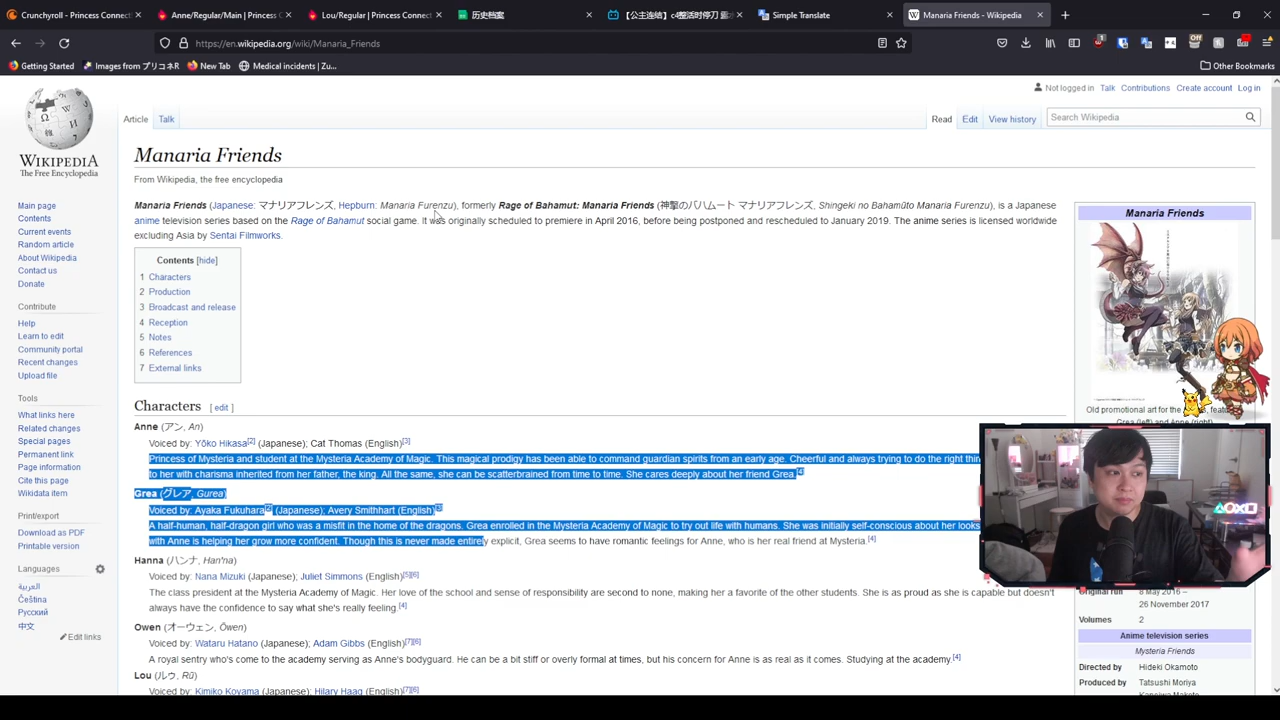 Crunchyroll - Princess Connect
Anne/Regular/Main | Princess C
Lou/Regular | Princess Connect
历史档案
Simple Translate
Manaria Friends - Wikipedia
https://en.wikipedia.org/wiki/Manaria_Friends
Getting Started
Images from プリコネR
New Tab
Medical incidents | Zu...
Other Bookmarks
Not logged in Talk Contributions Create account Log in
Article Talk
Read Edit View history
Search Wikipedia
WIKIPEDIA
The Free Encyclopedia
Main page
Contents
Current events
Random article
About Wikipedia
Contact us
Donate
Contribute
Help
Learn to edit
Community portal
Recent changes
Upload file
Tools
What links here
Related changes
Special pages
Permanent link
Page information
Cite this page
Wikidata item
Print/export
Download as PDF
Printable version
Languages
العربية
Čeština
Русский
中文
Edit links
Manaria Friends
From Wikipedia, the free encyclopedia
Manaria Friends (Japanese: マナリアフレンズ, Hepburn: Manaria Furenzu), formerly Rage of Bahamut: Manaria Friends (神撃のバハムート マナリアフレンズ, Shingeki no Bahamūto Manaria Furenzu), is a Japanese
anime television series based on the Rage of Bahamut social game. It was originally scheduled to premiere in April 2016, before being postponed and rescheduled to January 2019. The anime series is licensed worldwide
excluding Asia by Sentai Filmworks.
Contents [hide]
1 Characters
2 Production
3 Broadcast and release
4 Reception
5 Notes
6 References
7 External links
Characters [ edit ]
Anne (アン, An)
Voiced by: Yōko Hikasa[2] (Japanese); Cat Thomas (English)[3]
Princess of Mysteria and student at the Mysteria Academy of Magic. This magical prodigy has been able to command guardian spirits from an early age. Cheerful and always trying to do the right thin
to her with charisma inherited from her father, the king. All the same, she can be scatterbrained from time to time. She cares deeply about her friend Grea.[4]
Grea (グレア, Gurea)
Voiced by: Ayaka Fukuhara[2] (Japanese); Avery Smithhart (English)[3]
A half-human, half-dragon girl who was a misfit in the home of the dragons. Grea enrolled in the Mysteria Academy of Magic to try out life with humans. She was initially self-conscious about her looks
with Anne is helping her grow more confident. Though this is never made entirely explicit, Grea seems to have romantic feelings for Anne, who is her real friend at Mysteria.[4]
Hanna (ハンナ, Han'na)
Voiced by: Nana Mizuki (Japanese); Juliet Simmons (English)[5][6]
The class president at the Mysteria Academy of Magic. Her love of the school and sense of responsibility are second to none, making her a favorite of the other students. She is as proud as she is capable but doesn't
always have the confidence to say what she's really feeling.[4]
Owen (オーウェン, Ōwen)
Voiced by: Wataru Hatano (Japanese); Adam Gibbs (English)[7][6]
A royal sentry who's come to the academy serving as Anne's bodyguard. He can be a bit stiff or overly formal at times, but his concern for Anne is as real as it comes. Studying at the academy.[4]
Lou (ルゥ, Rū)
Voiced by: Kimiko Koyama (Japanese); Hilary Haag (English)[7][6]
Manaria Friends
Old promotional art for the
Grea (left) and Anne (right)
Original run 8 May 2016 –
26 November 2017
Volumes 2
Anime television series
Mysteria Friends
Directed by Hideki Okamoto
Produced by Tatsushi Moriya